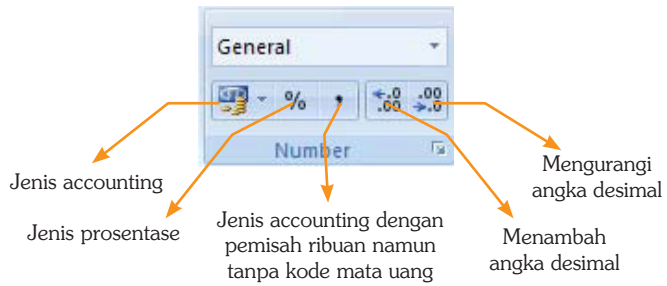 General
%
,
←.0
.00
.00
→.0
Number
Jenis accounting
Jenis prosentase
Jenis accounting dengan
pemisah ribuan namun
tanpa kode mata uang
Menambah
angka desimal
Mengurangi
angka desimal